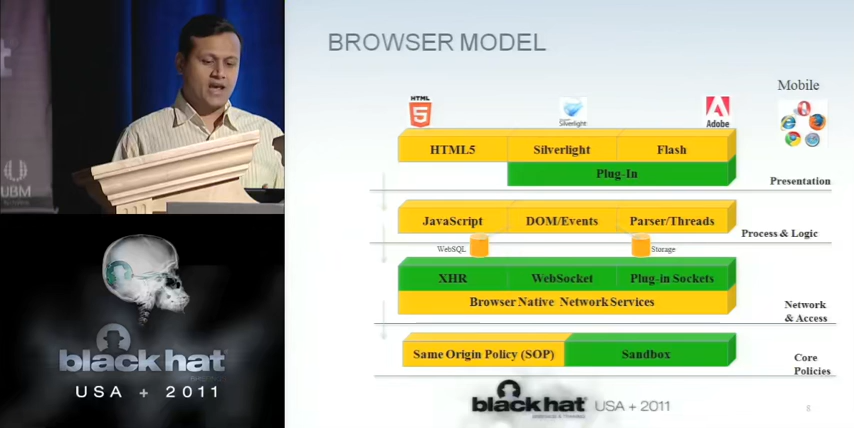 BROWSER MODEL
Mobile
HTML
5
Silverlight
Adobe
HTML5
Silverlight
Flash
Plug-In
Presentation
JavaScript
DOM/Events
Parser/Threads
Process & Logic
WebSQL
Storage
XHR
WebSocket
Plug-in Sockets
Browser Native Network Services
Network
& Access
Same Origin Policy (SOP)
Sandbox
Core
Policies
black hat
USA + 2011
8
UBM
black hat
USA + 2011